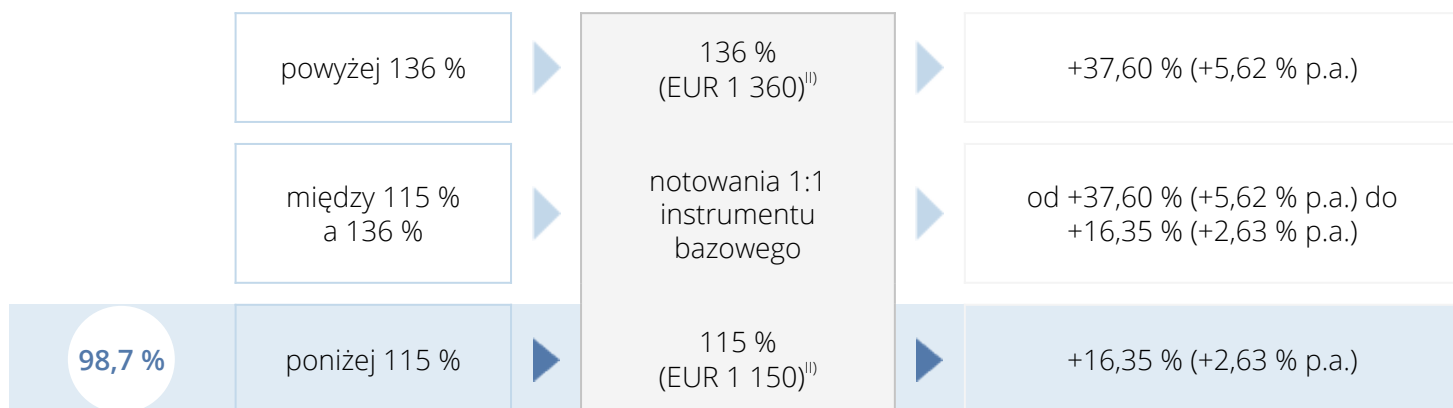 powyżej 136 %
136 %
(EUR 1 360)II)
+37,60 % (+5,62 % p.a.)
między 115 %
a 136 %
notowania 1:1
instrumentu
bazowego
od +37,60 % (+5,62 % p.a.) do
+16,35 % (+2,63 % p.a.)
98,7 %
poniżej 115 %
115 %
(EUR 1 150)II)
+16,35 % (+2,63 % p.a.)